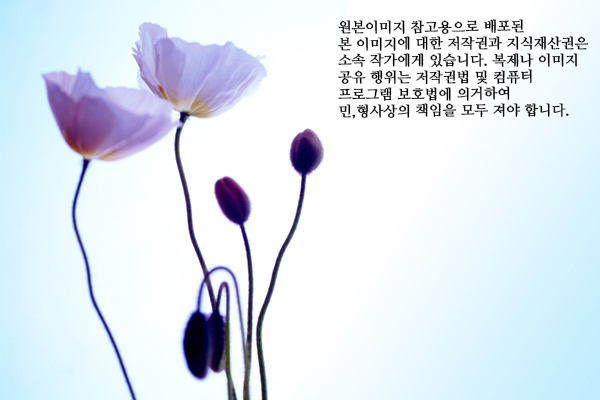 원본이미지 참고용으로 배포된
본 이미지에 대한 저작권과 지식재산권은
소속 작가에게 있습니다. 복제나 이미지
공유 행위는 저작권법 및 컴퓨터
프로그램 보호법에 의거하여
민,형사상의 책임을 모두 져야 합니다.